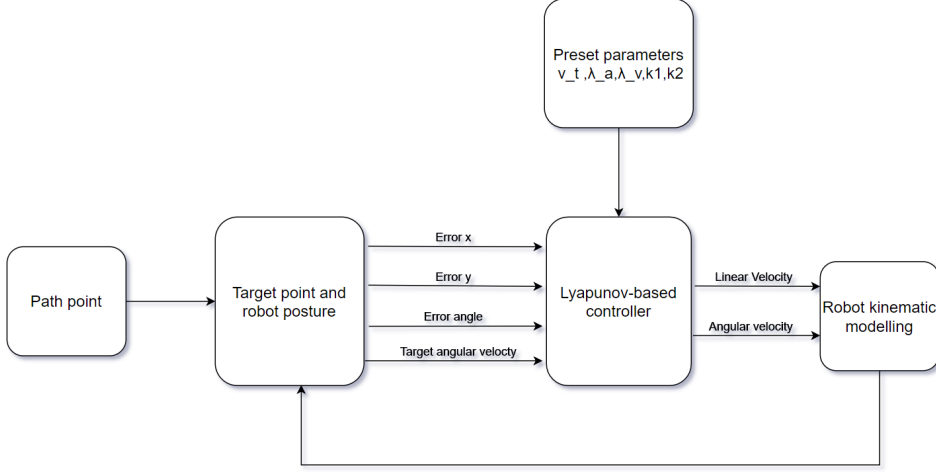 Preset parameters
v_t ,λ_a,λ_v,k1,k2
Path point
Target point and
robot posture
Error x
Error y
Error angle
Target angular velocty
Lyapunov-based
controller
Linear Velocity
Angular velocity
Robot kinematic
modelling